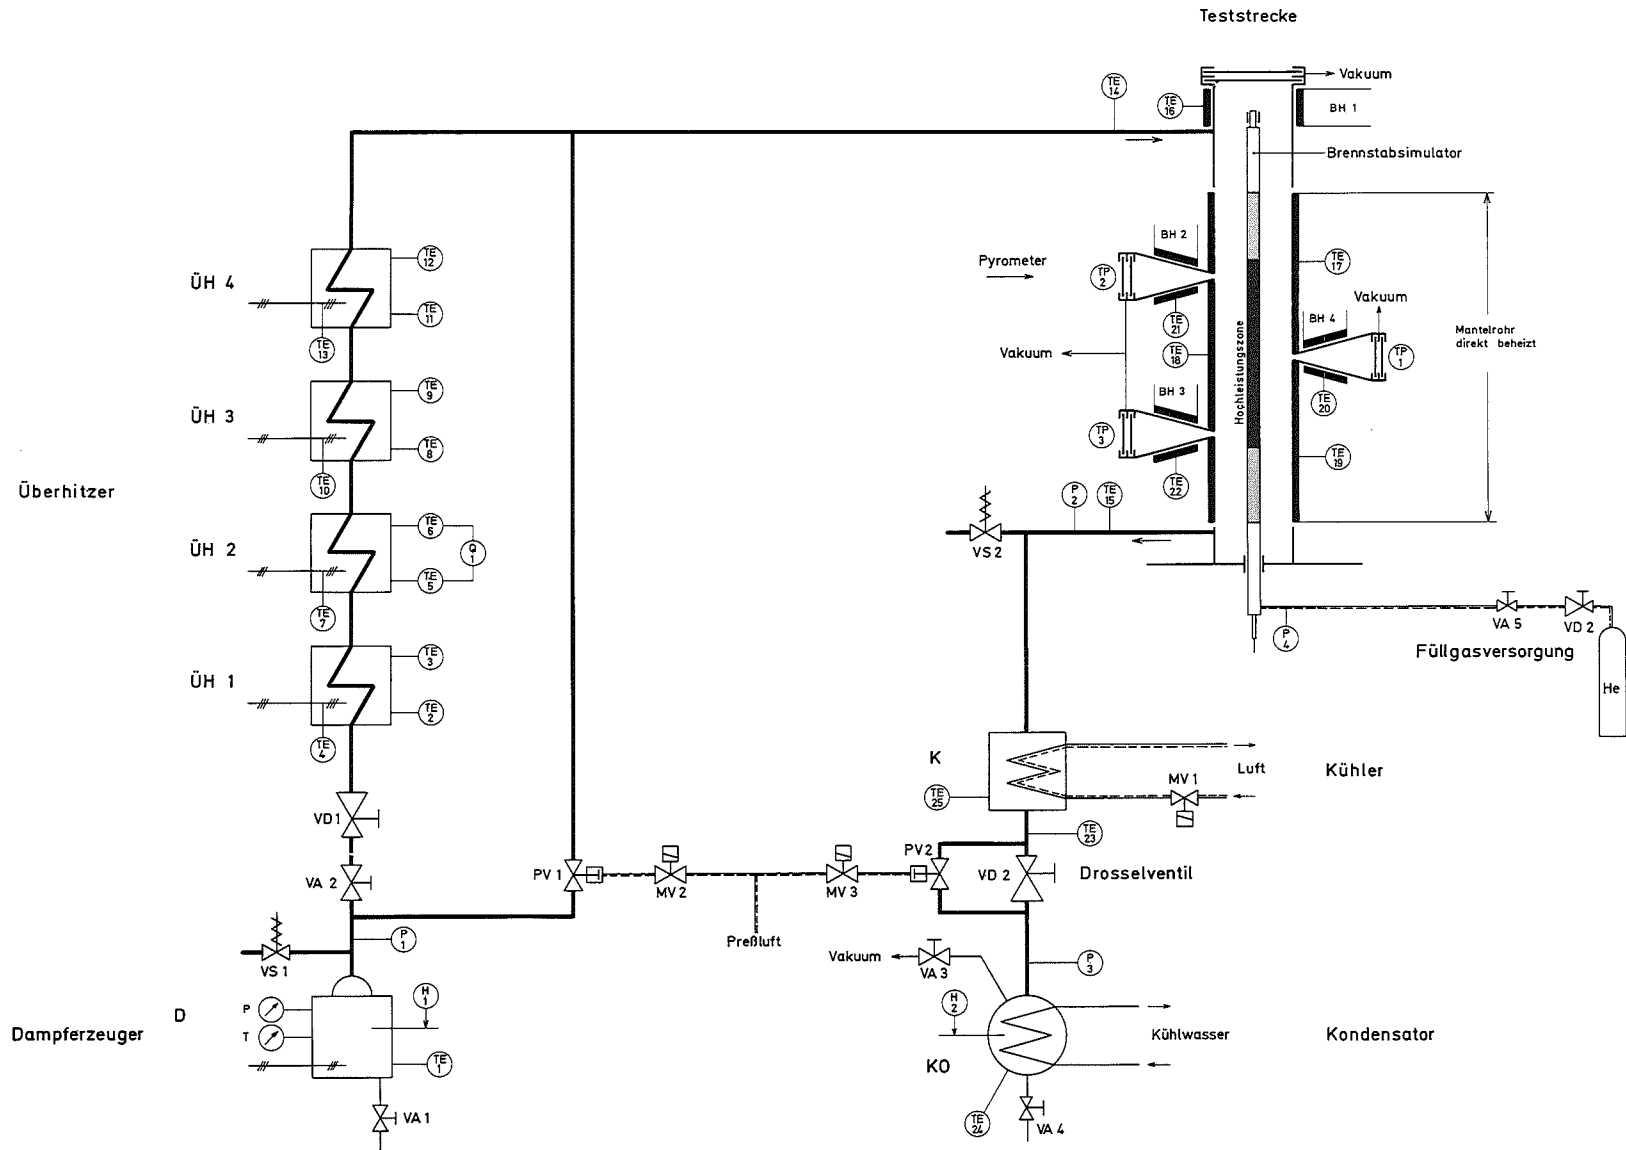 Teststrecke
Vakuum
TE
14
TE
16
BH 1
Brennstabsimulator
BH 2
TE
12
TE
17
Pyrometer
TP
2
ÜH 4
Vakuum
TE
11
BH 4
TE
21
Mantelrohr
direkt beheizt
TE
13
Vakuum
TE
18
TP
1
Hochleistungszone
TE
9
BH 3
TE
20
ÜH 3
TP
3
TE
8
TE
19
TE
10
TE
22
Überhitzer
P
2
TE
15
TE
6
ÜH 2
Q
1
VS 2
TE
5
TE
7
VA 5
VD 2
P
4
Füllgasversorgung
TE
3
ÜH 1
He
TE
2
TE
4
K
Luft
Kühler
MV 1
TE
25
VD 1
TE
23
PV 2
PV 1
VD 2
Drosselventil
VA 2
MV 2
MV 3
P
1
Preßluft
Vakuum
VA 3
P
3
VS 1
H
1
H
2
P
D
Dampferzeuger
T
Kühlwasser
Kondensator
TE
1
KO
VA 1
TE
24
VA 4